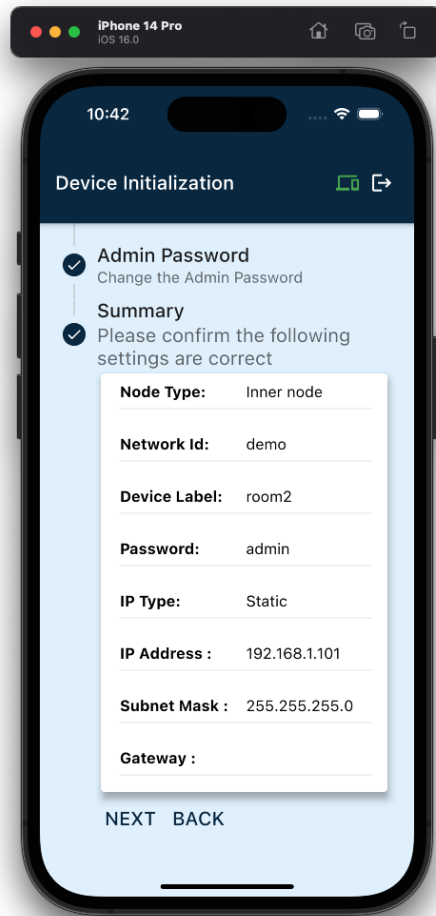 iPhone 14 Pro
iOS 16.0
10:42
Device Initialization
Admin Password
Change the Admin Password
Summary
Please confirm the following
settings are correct
Node Type: Inner node
Network Id: demo
Device Label: room2
Password: admin
IP Type: Static
IP Address : 192.168.1.101
Subnet Mask : 255.255.255.0
Gateway :
NEXT BACK